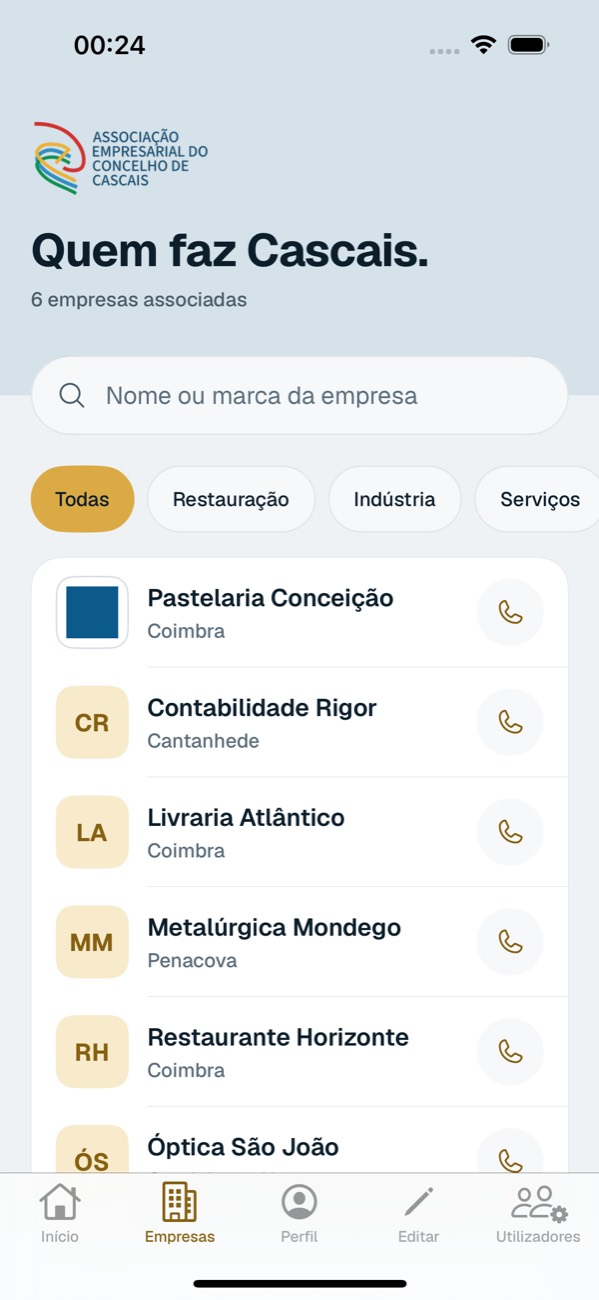 00:24
ASSOCIAÇÃO
EMPRESARIAL DO
CONCELHO DE
CASCAIS
Quem faz Cascais.
6 empresas associadas
Nome ou marca da empresa
Todas
Restauração
Indústria
Serviços
Pastelaria Conceição
Coimbra
CR
Contabilidade Rigor
Cantanhede
LA
Livraria Atlântico
Coimbra
MM
Metalúrgica Mondego
Penacova
RH
Restaurante Horizonte
Coimbra
ÓS
Óptica São João
Início
Empresas
Perfil
Editar
Utilizadores